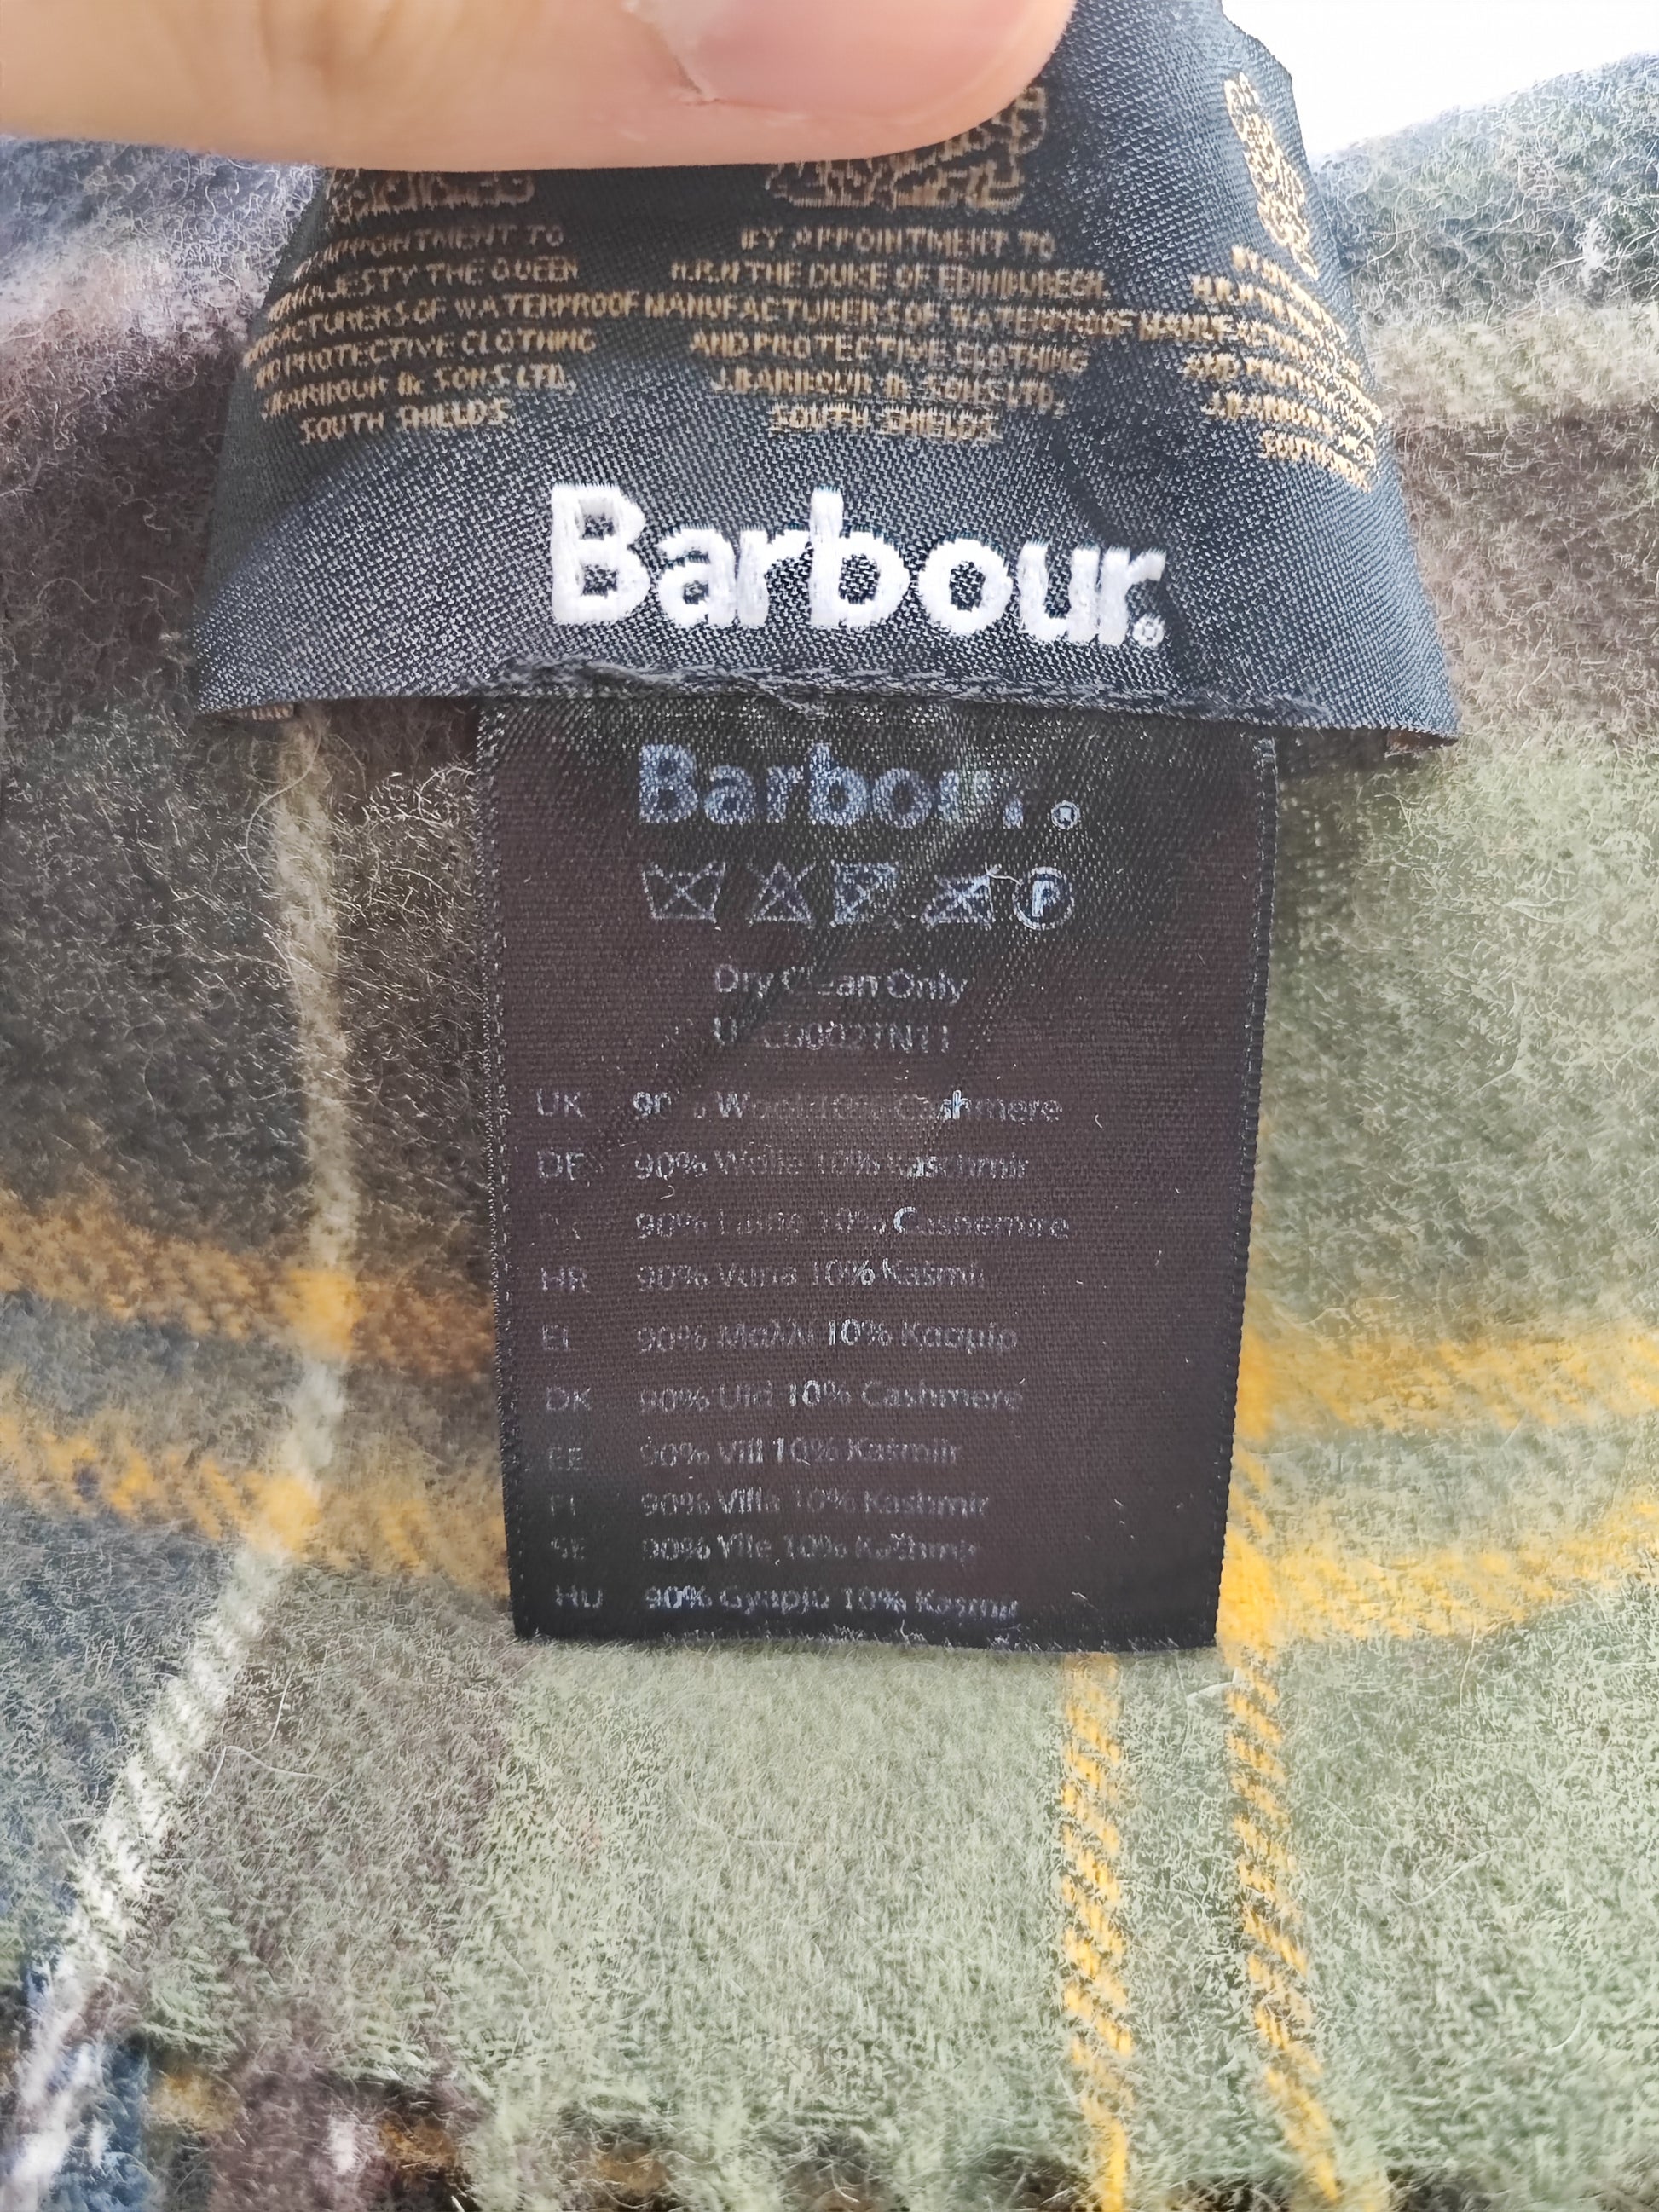 APPOINTMENT TO
MAJESTY THE QUEEN
MANUFACTURERS OF WATERPROOF
AND PROTECTIVE CLOTHING
J.BARBOUR & SONS LTD,
SOUTH SHIELDS.
BY APPOINTMENT TO
H.R.H THE DUKE OF EDINBURGH
MANUFACTURERS OF WATERPROOF
AND PROTECTIVE CLOTHING
J.BARBOUR & SONS LTD,
SOUTH SHIELDS
Barbour®
Barbour®
P
Dry Clean Only
UK 90% Wool 10% Cashmere
DE 90% Wolle 10% Kaschmir
90% Laine 10% Cashemire
HR 90% Vuna 10% Kašmir
EL 90% Μαλλί 10% Κασμίρ
DK 90% Uld 10% Cashmere
EE 90% Vill 10% Kašmiir
FI 90% Villa 10% Kashmir
SE 90%
HU 90% Gyapjú 10% Kasmír